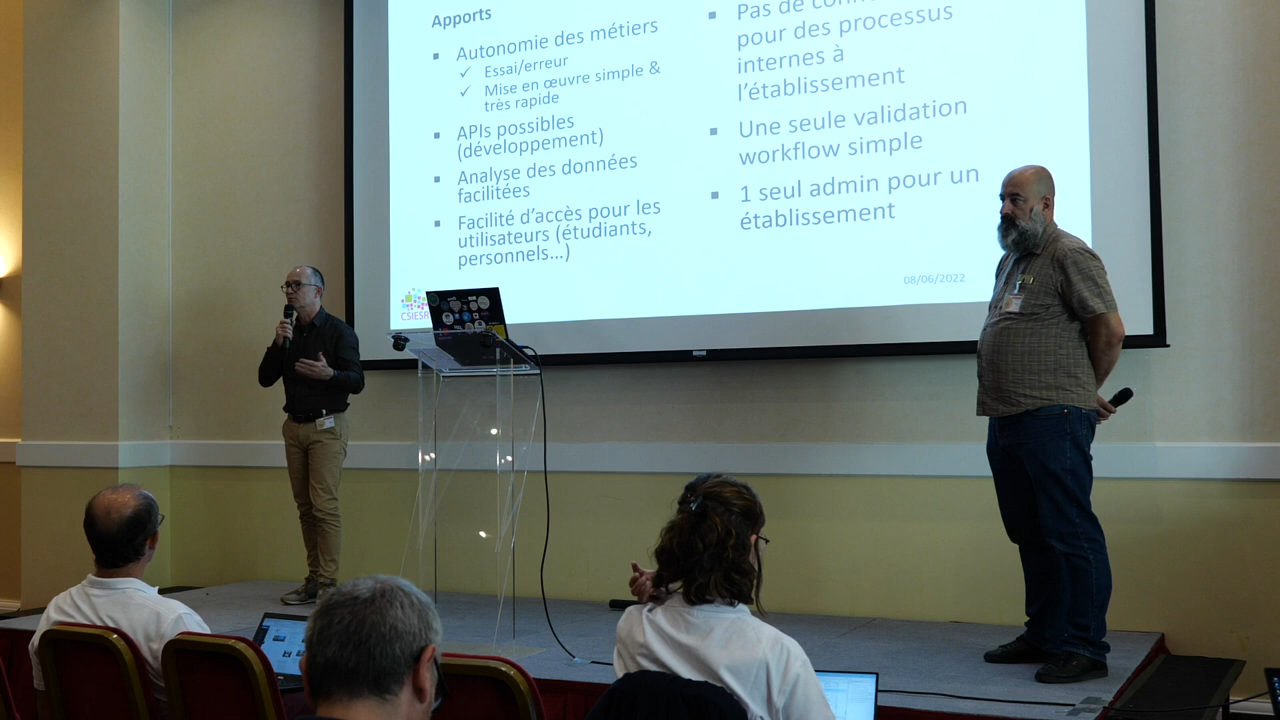 Apports
▪ Autonomie des métiers
✓ Essai/erreur
✓ Mise en œuvre simple &
très rapide
▪ APIs possibles
(développement)
▪ Analyse des données
facilitées
▪ Facilité d'accès pour les
utilisateurs (étudiants,
personnels...)
▪ Pas de
pour des processus
internes à
l'établissement
▪ Une seule validation
workflow simple
▪ 1 seul admin pour un
établissement
08/06/2022
CSIESR